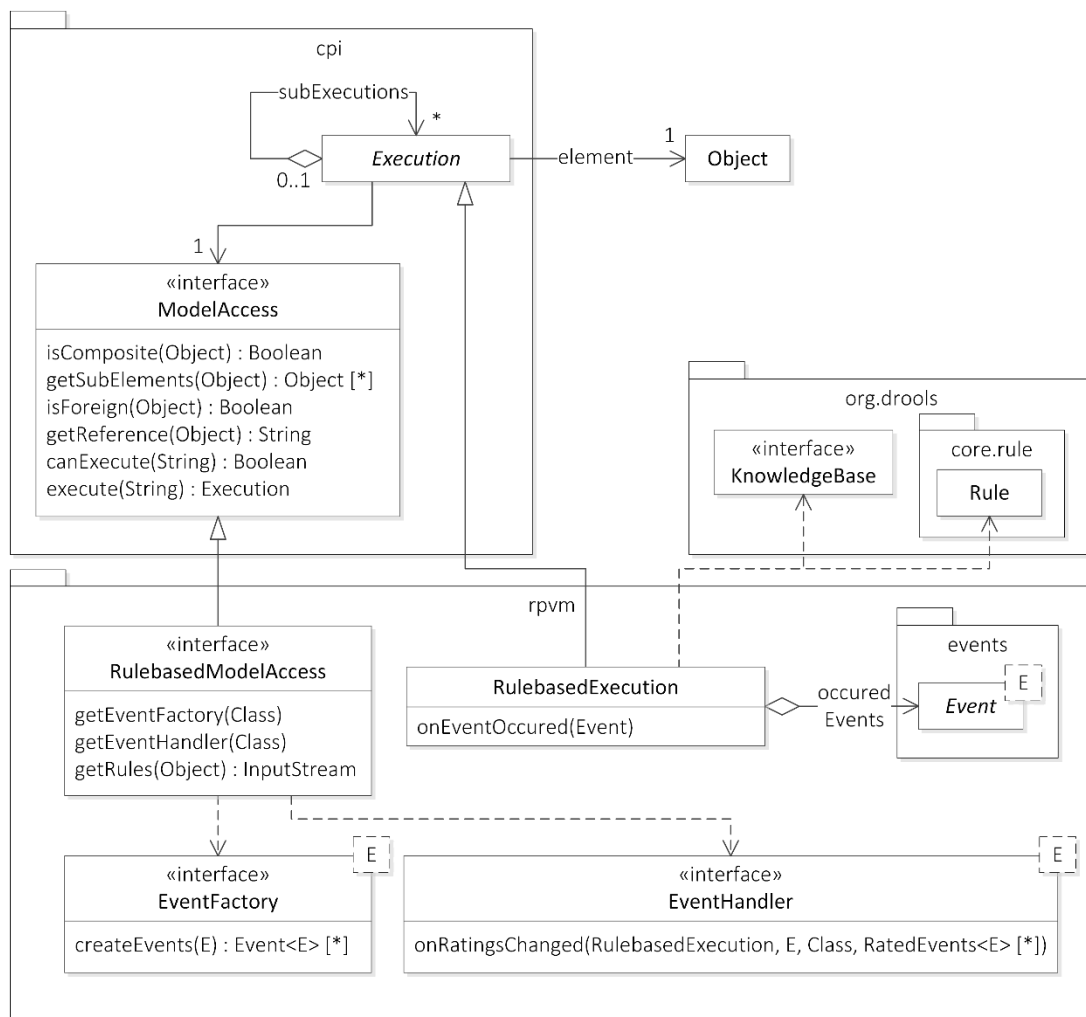 cpi
subExecutions
*
Execution
0..1
element
1
Object
1
«interface»
ModelAccess
isComposite(Object) : Boolean
getSubElements(Object) : Object [*]
isForeign(Object) : Boolean
getReference(Object) : String
canExecute(String) : Boolean
execute(String) : Execution
org.drools
«interface»
KnowledgeBase
core.rule
Rule
rpvm
«interface»
RulebasedModelAccess
getEventFactory(Class)
getEventHandler(Class)
getRules(Object) : InputStream
RulebasedExecution
onEventOccured(Event)
occured
Events
events
E
Event
E
«interface»
EventFactory
createEvents(E) : Event<E> [*]
E
«interface»
EventHandler
onRatingsChanged(RulebasedExecution, E, Class, RatedEvents<E> [*])